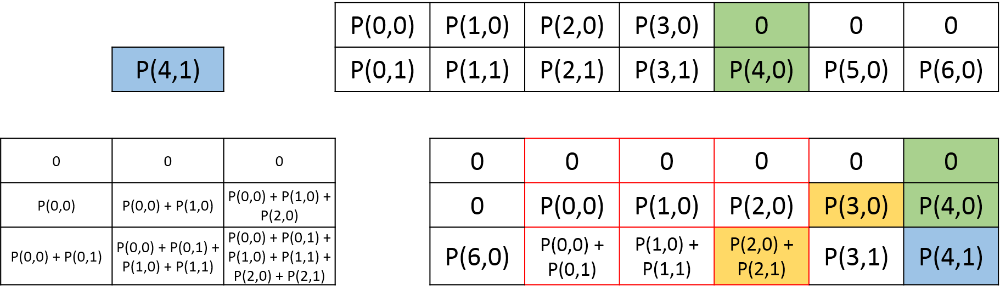 P(0,0) P(1,0) P(2,0) P(3,0) 0 0 0
P(4,1)
P(0,1) P(1,1) P(2,1) P(3,1) P(4,0) P(5,0) P(6,0)
0 0 0
P(0,0) P(0,0) + P(1,0) P(0,0) + P(1,0) +
P(2,0)
P(0,0) + P(0,1) P(0,0) + P(0,1) +
P(1,0) + P(1,1) P(0,0) + P(0,1) +
P(1,0) + P(1,1) +
P(2,0) + P(2,1)
0 0 0 0 0 0
0 P(0,0) P(1,0) P(2,0) P(3,0) P(4,0)
P(6,0) P(0,0) +
P(0,1) P(1,0) +
P(1,1) P(2,0) +
P(2,1) P(3,1) P(4,1)